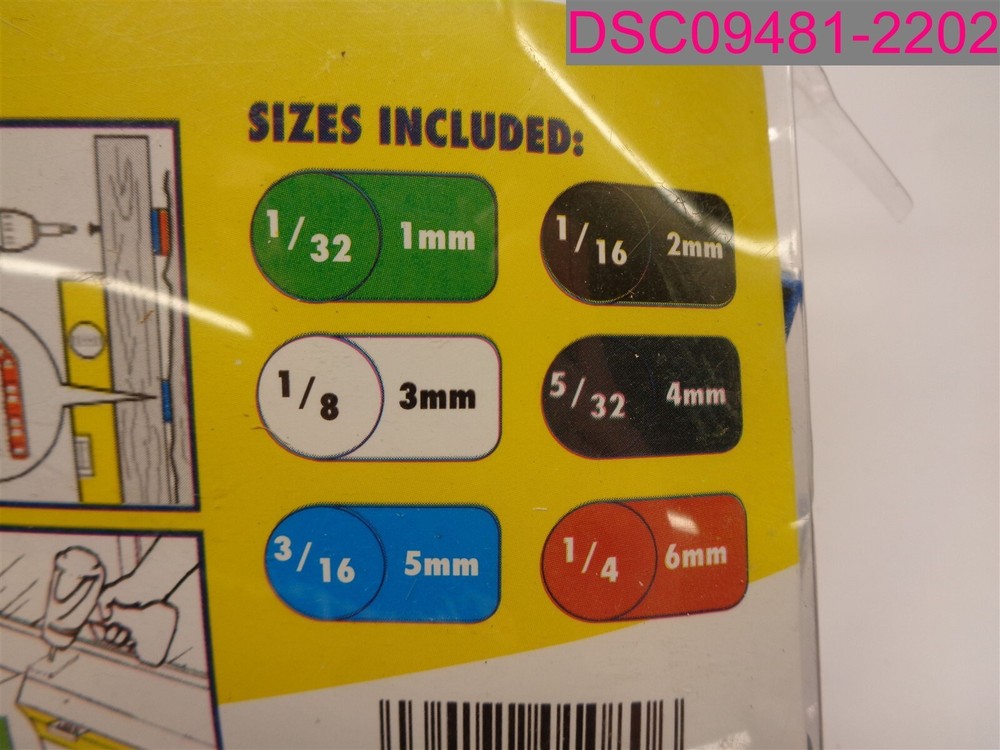 DSC09481-2202
SIZES INCLUDED:
1/32 1mm
1/16 2mm
1/8 3mm
5/32 4mm
3/16 5mm
1/4 6mm